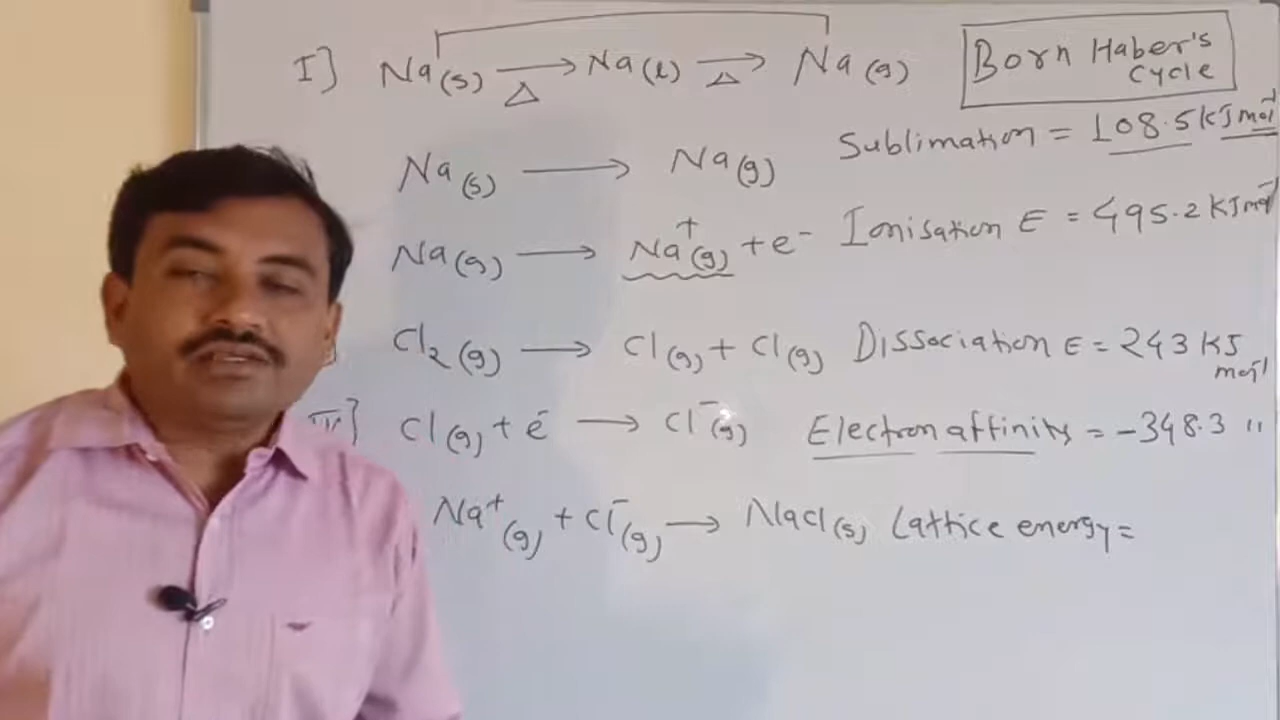 I] Na(s) ⟶ Na(l) ⟶ Na(g)
△ △
Born Haber's
Cycle
Na(s) ⟶ Na(g) Sublimation = 108.5 kJ mol⁻¹
Na(g) ⟶ Na⁺(g) + e⁻ Ionisation E = 495.2 kJ mol⁻¹
Cl₂(g) ⟶ Cl(g) + Cl(g) Dissociation E = 243 kJ
mol⁻¹
IV] Cl(g) + e⁻ ⟶ Cl⁻(g) Electron affinity = -348.3 "
Na⁺(g) + Cl⁻(g) ⟶ NaCl(s) Lattice energy =